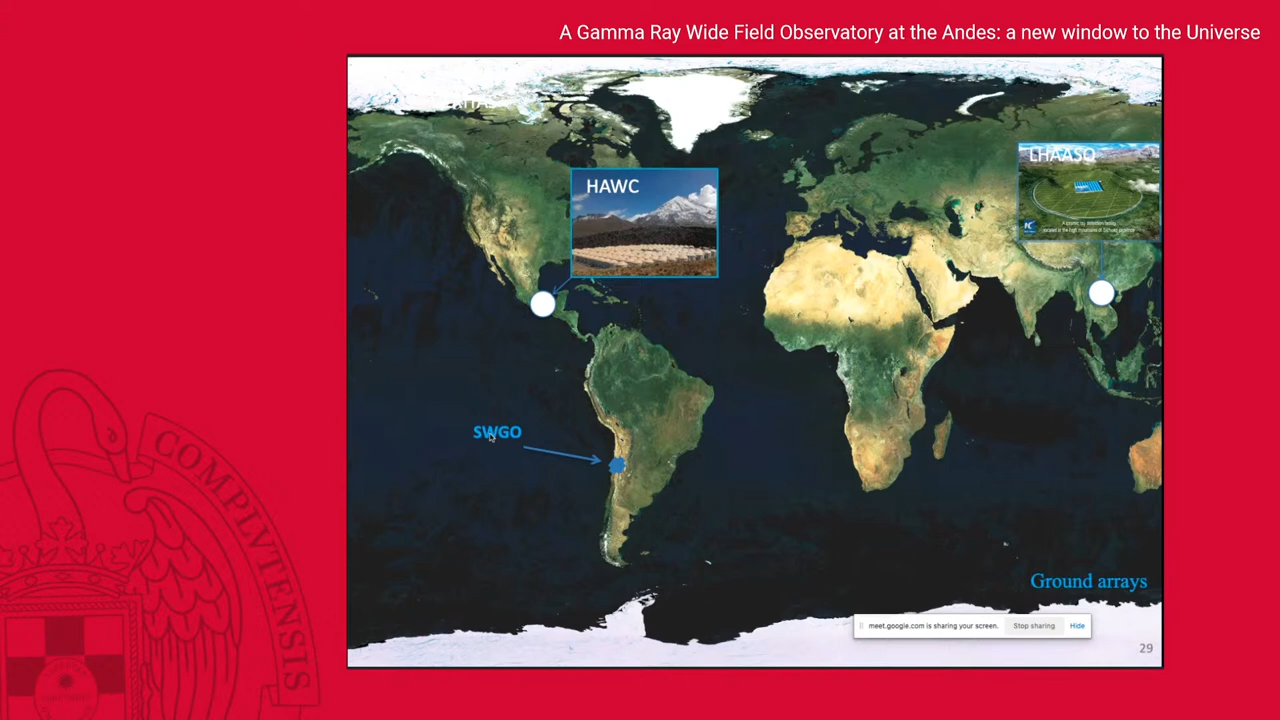 A Gamma Ray Wide Field Observatory at the Andes: a new window to the Universe
HAWC
LHAASO
SWGO
Ground arrays
meet.google.com is sharing your screen.
Stop sharing
Hide
29
COMPLVTENSIS